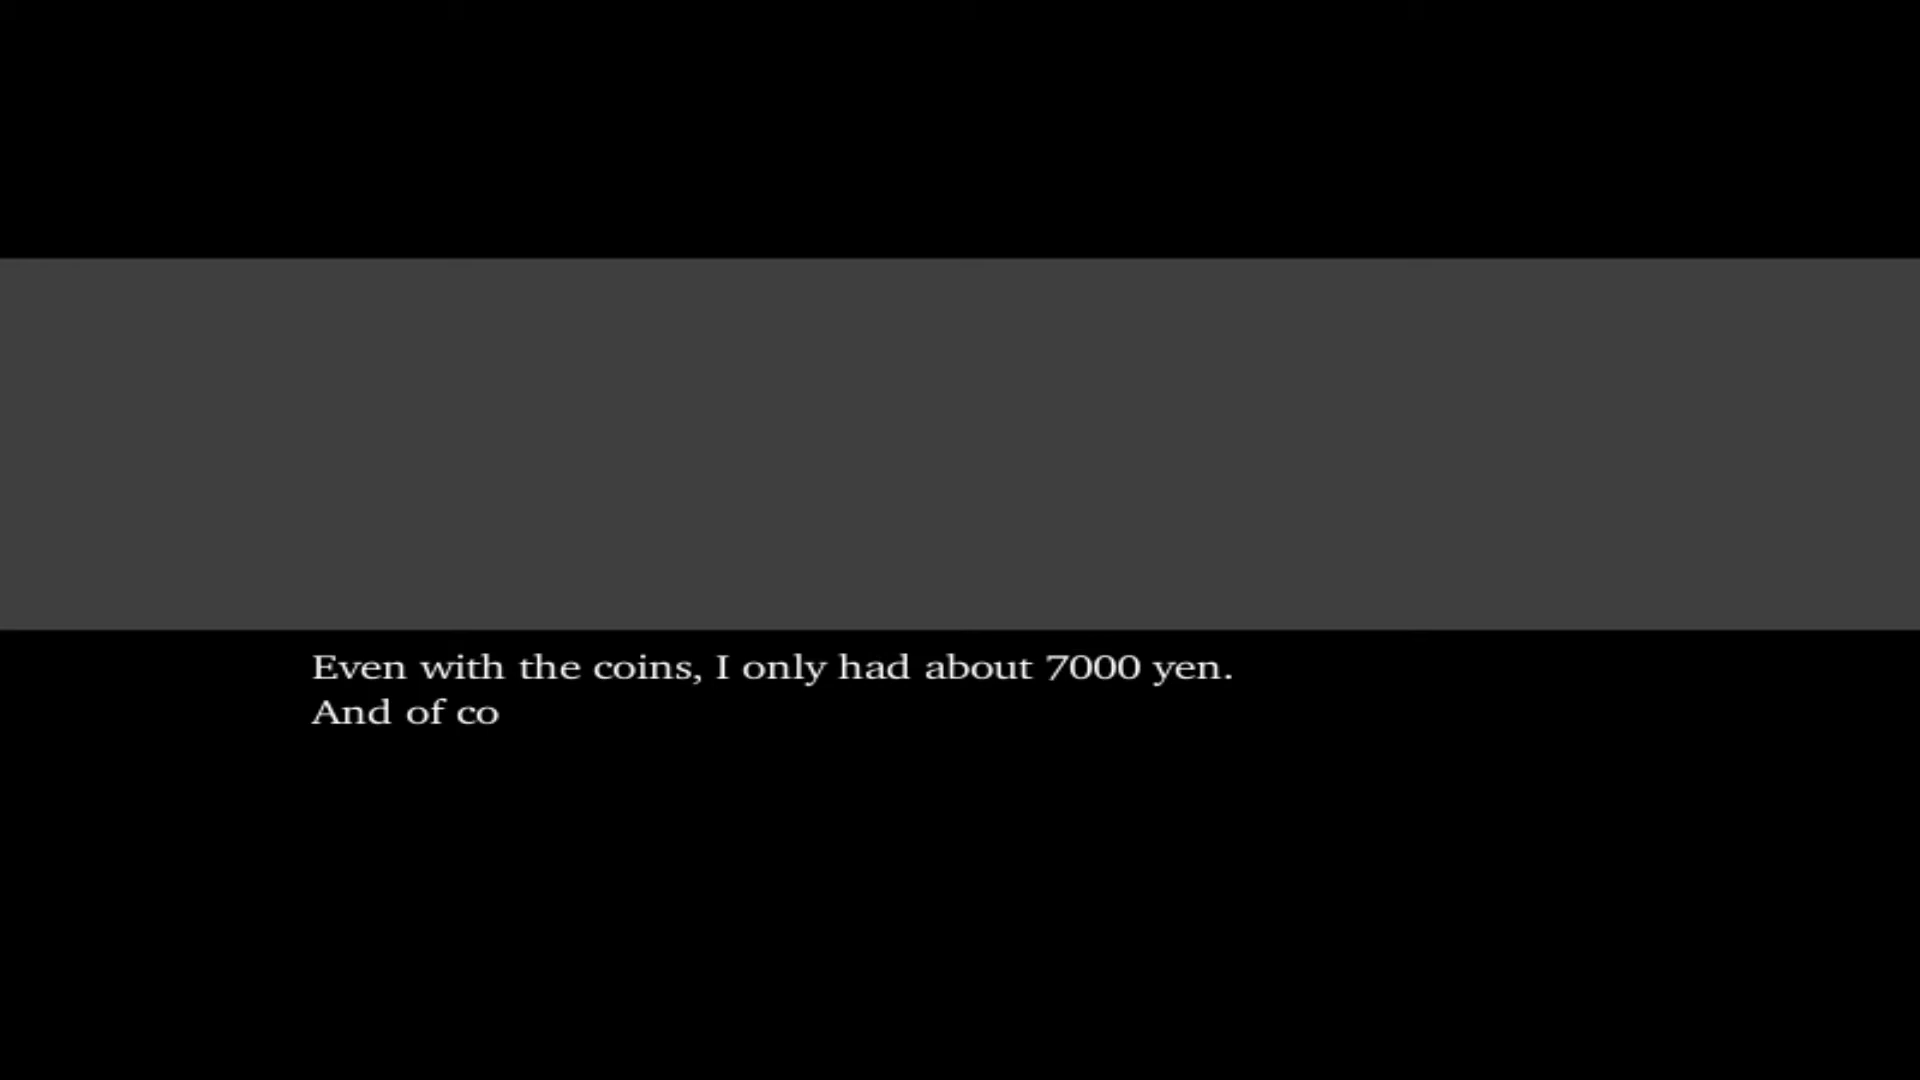 Even with the coins, I only had about 7000 yen.
And of co